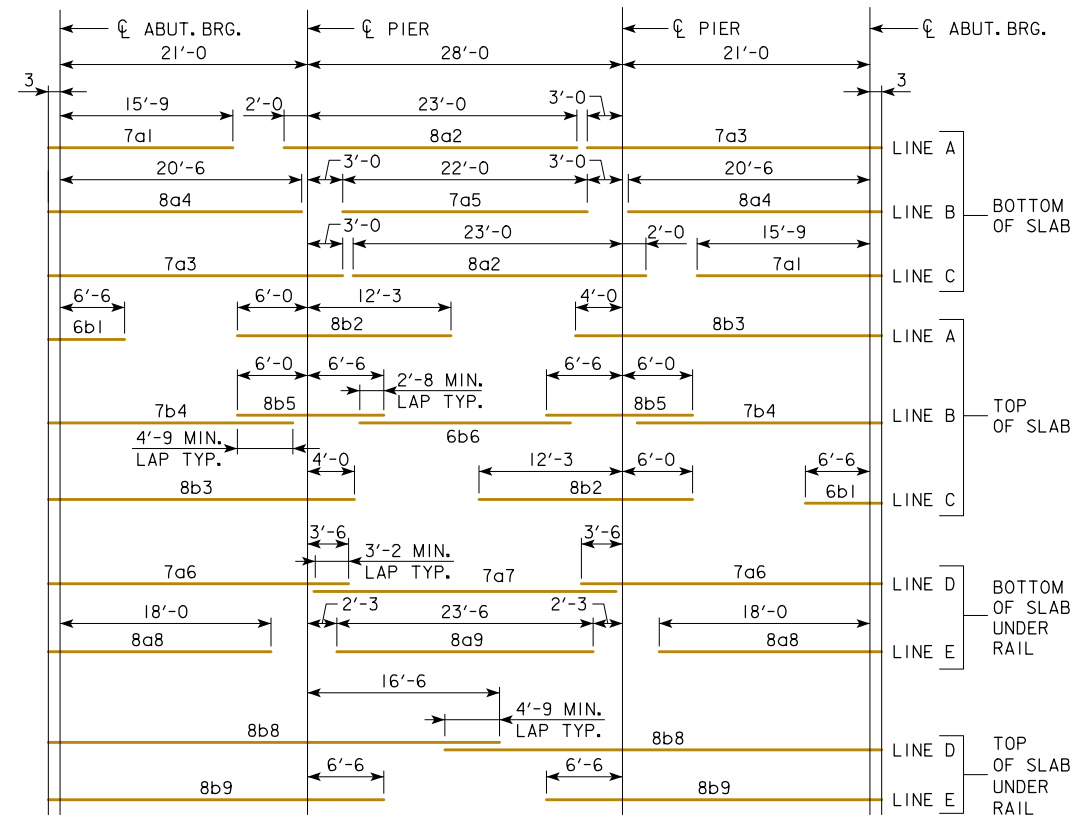 ℄ ABUT. BRG.
℄ PIER
℄ PIER
℄ ABUT. BRG.
21'-0
28'-0
21'-0
3
3
15'-9
2'-0
23'-0
3'-0
7a1
8a2
7a3
LINE A
20'-6
3'-0
22'-0
3'-0
20'-6
8a4
7a5
8a4
LINE B
BOTTOM
OF SLAB
3'-0
23'-0
2'-0
15'-9
7a3
8a2
7a1
LINE C
6'-6
6'-0
12'-3
4'-0
6b1
8b2
8b3
LINE A
6'-0
6'-6
2'-8 MIN.
LAP TYP.
6'-6
6'-0
7b4
8b5
8b5
7b4
LINE B
TOP
OF SLAB
6b6
4'-9 MIN.
LAP TYP.
4'-0
12'-3
6'-0
6'-6
8b3
8b2
6b1
LINE C
3'-6
3'-6
3'-2 MIN.
LAP TYP.
7a6
7a7
7a6
LINE D
BOTTOM
OF SLAB
UNDER
RAIL
18'-0
2'-3
23'-6
2'-3
18'-0
8a8
8a9
8a8
LINE E
16'-6
4'-9 MIN.
LAP TYP.
8b8
8b8
LINE D
TOP
OF SLAB
UNDER
RAIL
6'-6
6'-6
8b9
8b9
LINE E